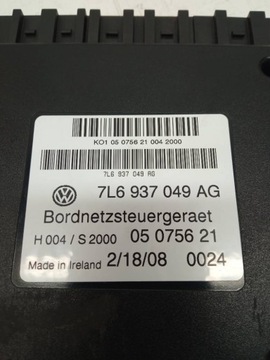 KO1 05 0756 21 004 2000
7L6 937 049 AG
7L6 937 049 AG
Bordnetzsteuergeraet
H 004 / S 2000 05 0756 21
Made in Ireland 2/18/08 0024